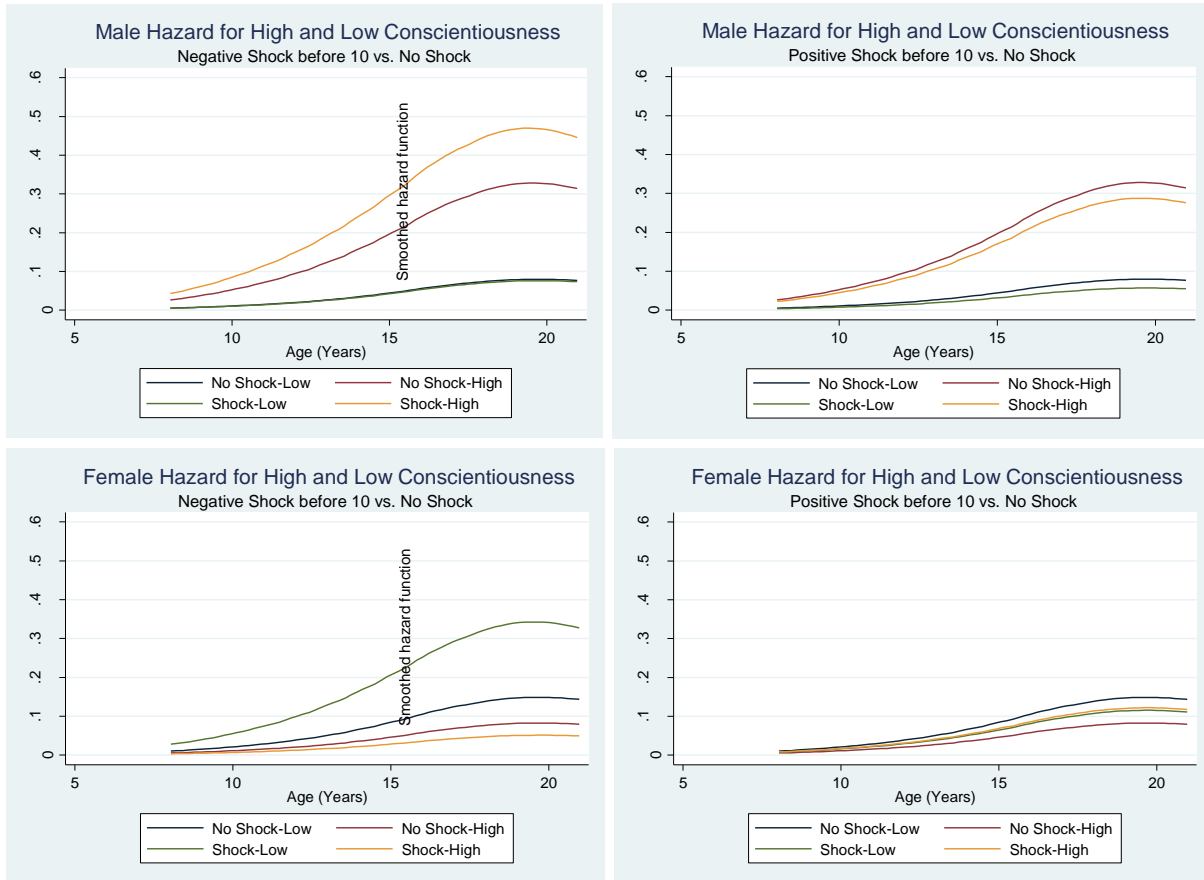 Male Hazard for High and Low Conscientiousness
Negative Shock before 10 vs. No Shock
.6
.5
.4
.3
.2
.1
0
Smoothed hazard function
5 10 15 20
Age (Years)
No Shock-Low No Shock-High
Shock-Low Shock-High
Male Hazard for High and Low Conscientiousness
Positive Shock before 10 vs. No Shock
.6
.5
.4
.3
.2
.1
0
5 10 15 20
Age (Years)
No Shock-Low No Shock-High
Shock-Low Shock-High
Female Hazard for High and Low Conscientiousness
Negative Shock before 10 vs. No Shock
.6
.5
.4
.3
.2
.1
0
Smoothed hazard function
5 10 15 20
Age (Years)
No Shock-Low No Shock-High
Shock-Low Shock-High
Female Hazard for High and Low Conscientiousness
Positive Shock before 10 vs. No Shock
.6
.5
.4
.3
.2
.1
0
5 10 15 20
Age (Years)
No Shock-Low No Shock-High
Shock-Low Shock-High